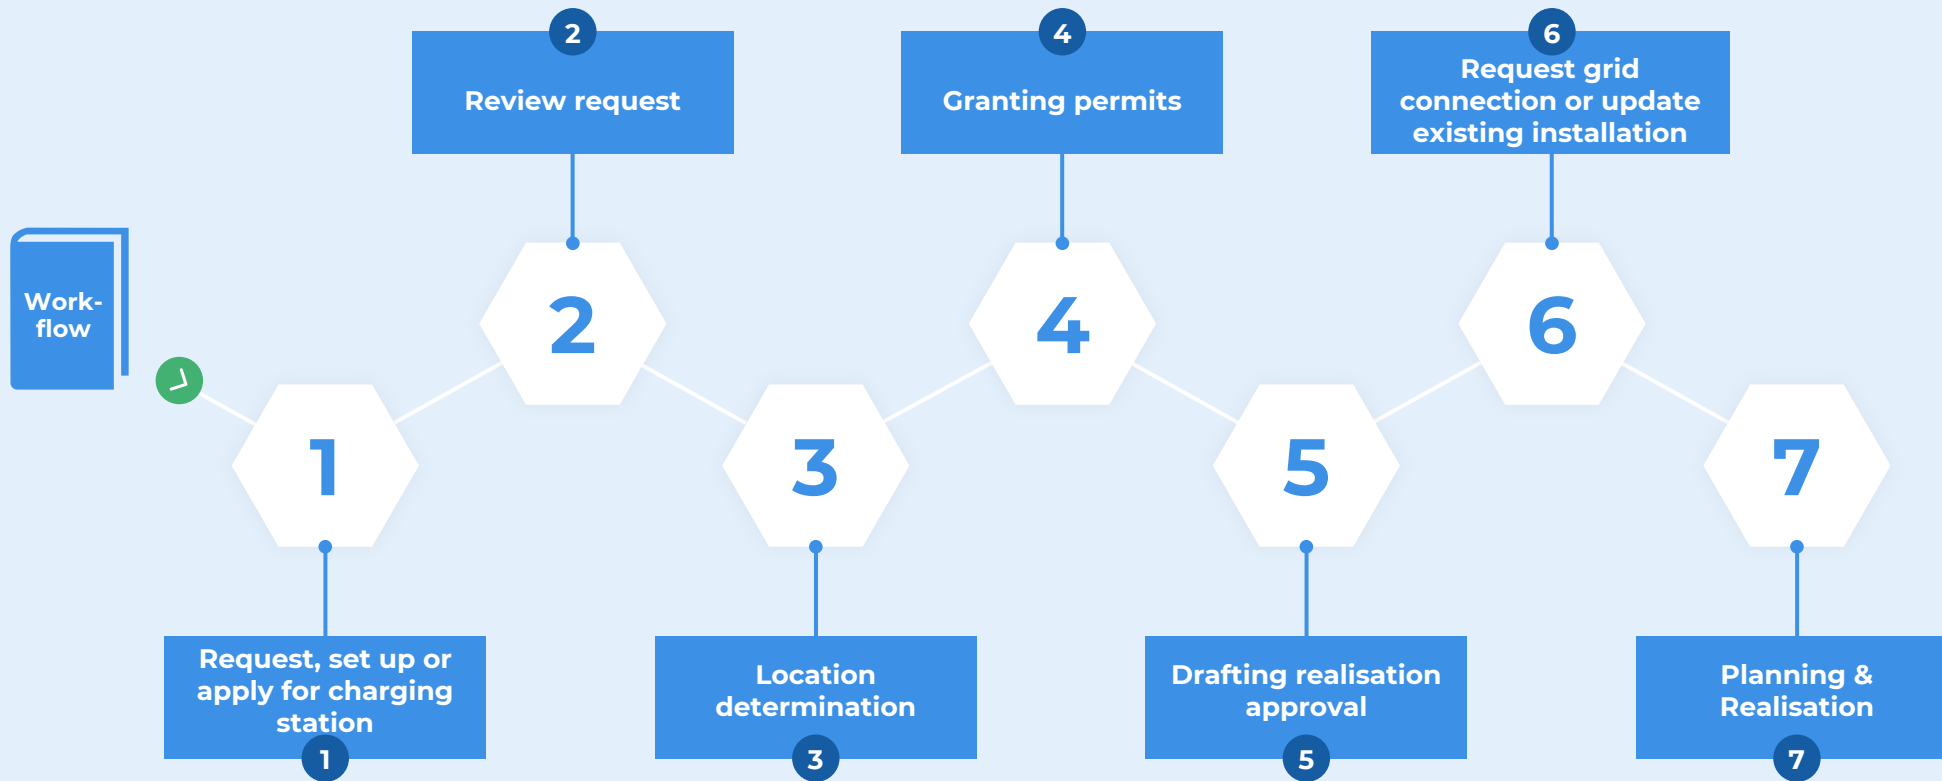 2
4
6
Review request
Granting permits
Request grid
connection or update
existing installation
Work-
flow
2
4
6
1
3
5
7
Request, set up or
apply for charging
station
1
Location
determination
3
Drafting realisation
approval
5
Planning &
Realisation
7